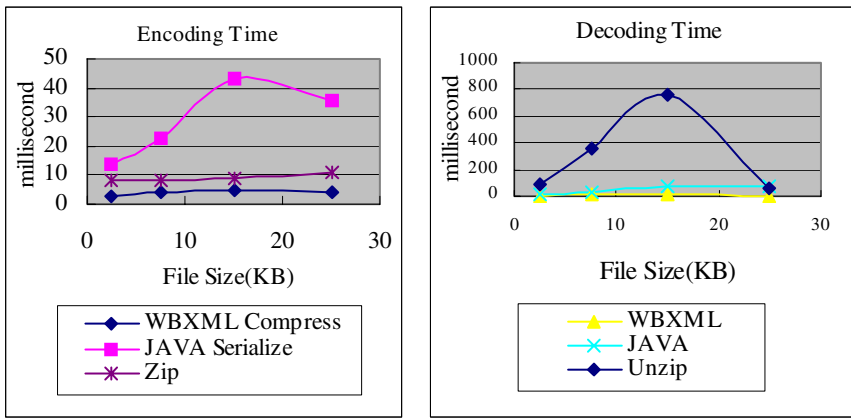 Encoding Time
50
40
30
20
10
0
millisecond
0 10 20 30
File Size(KB)
WBXML Compress
JAVA Serialize
Zip
Decoding Time
1000
800
600
400
200
0
millisecond
0 10 20 30
File Size(KB)
WBXML
JAVA
Unzip